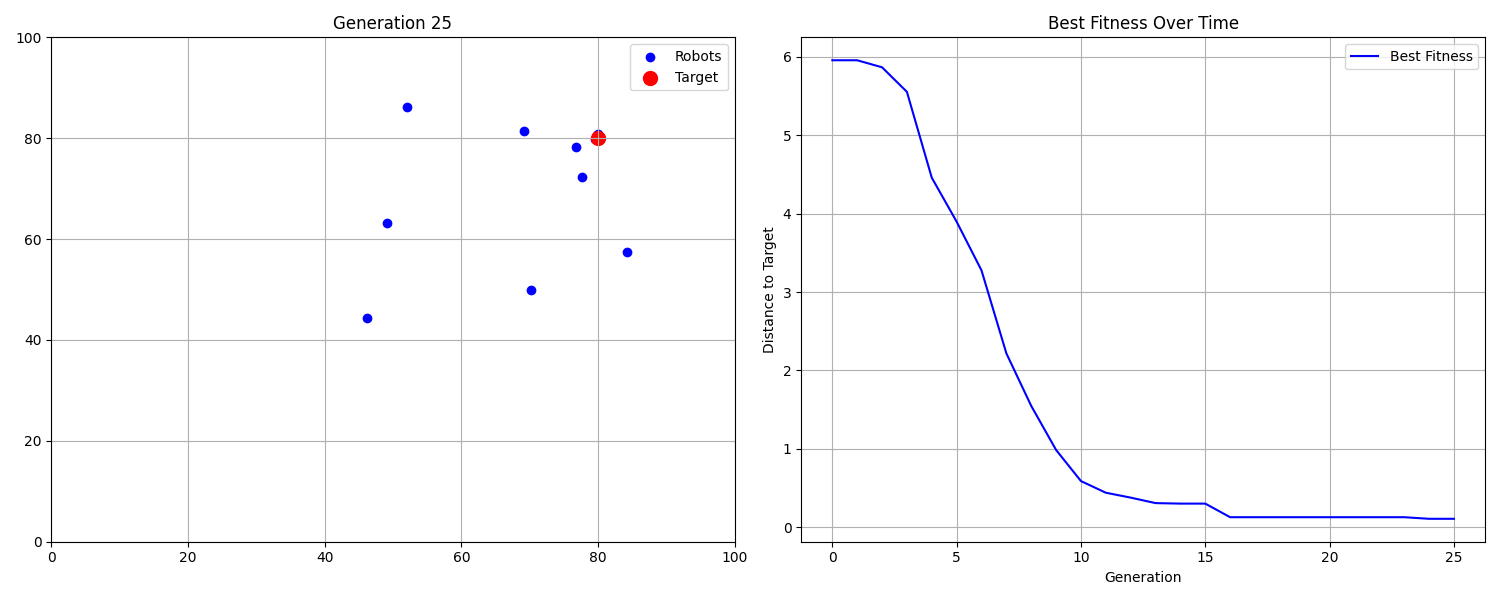 Generation 25
100
80
60
40
20
0
0 20 40 60 80 100
Robots
Target
Best Fitness Over Time
Distance to Target
6
5
4
3
2
1
0
0 5 10 15 20 25
Generation
Best Fitness